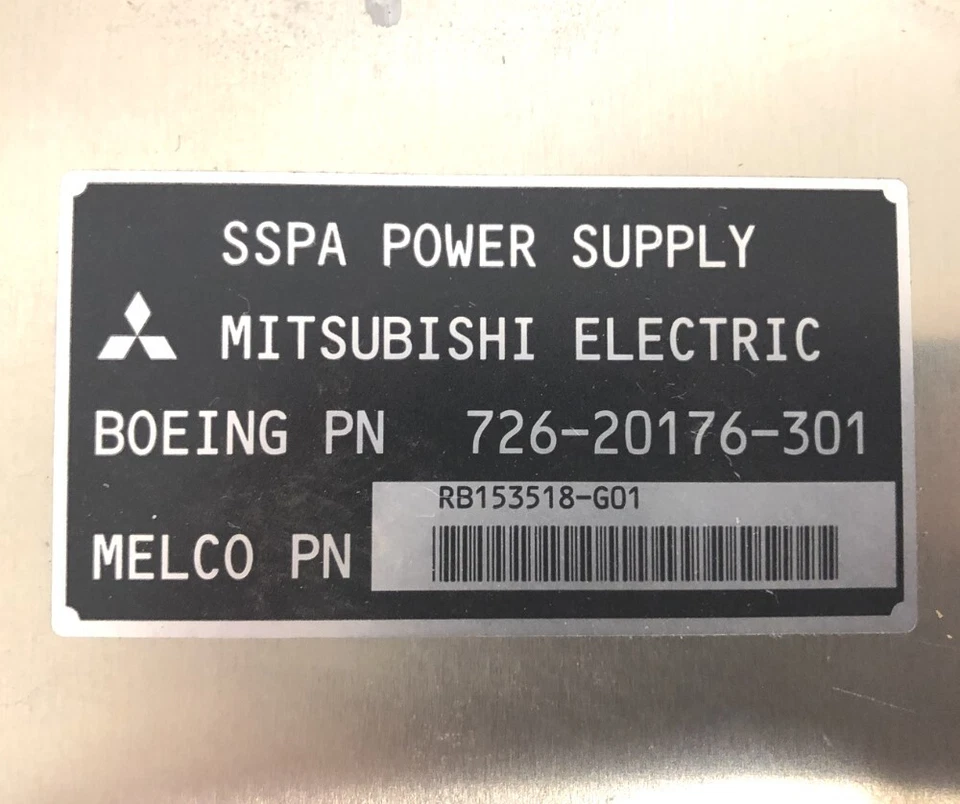 SSPA POWER SUPPLY
MITSUBISHI ELECTRIC
BOEING PN 726-20176-301
RB153518-G01
MELCO PN